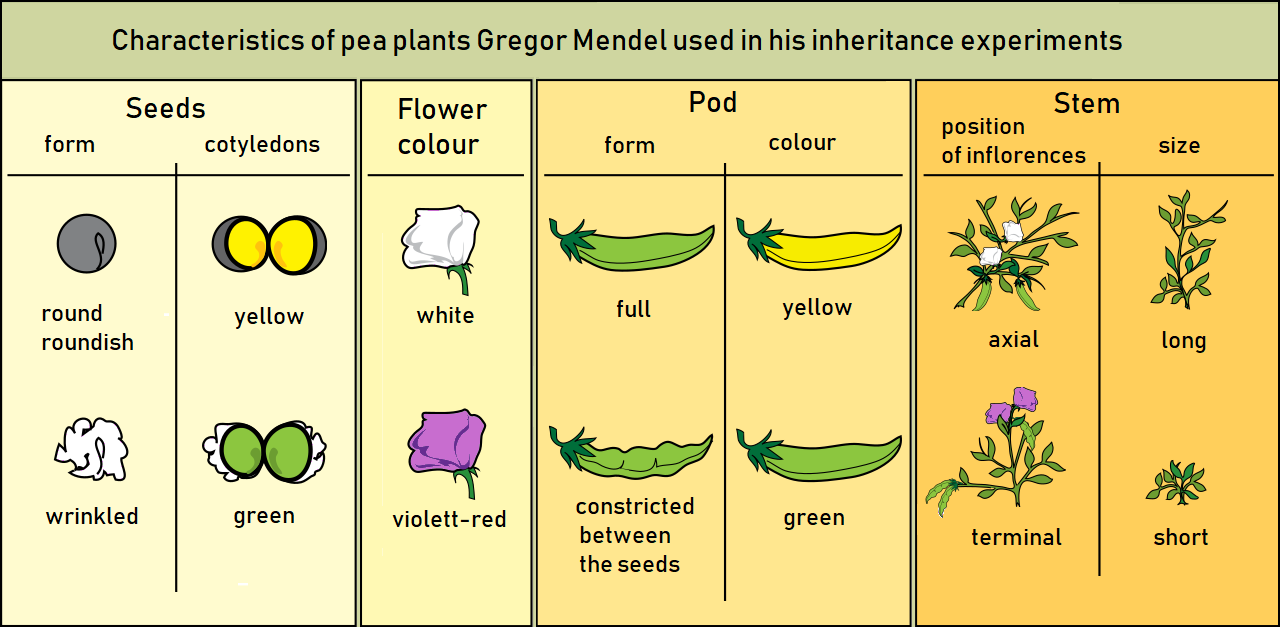 Characteristics of pea plants Gregor Mendel used in his inheritance experiments
Seeds
form
cotyledons
round
roundish
yellow
wrinkled
green
Flower
colour
white
violett-red
Pod
form
colour
full
yellow
constricted
between
the seeds
green
Stem
position
of inflorences
size
axial
long
terminal
short